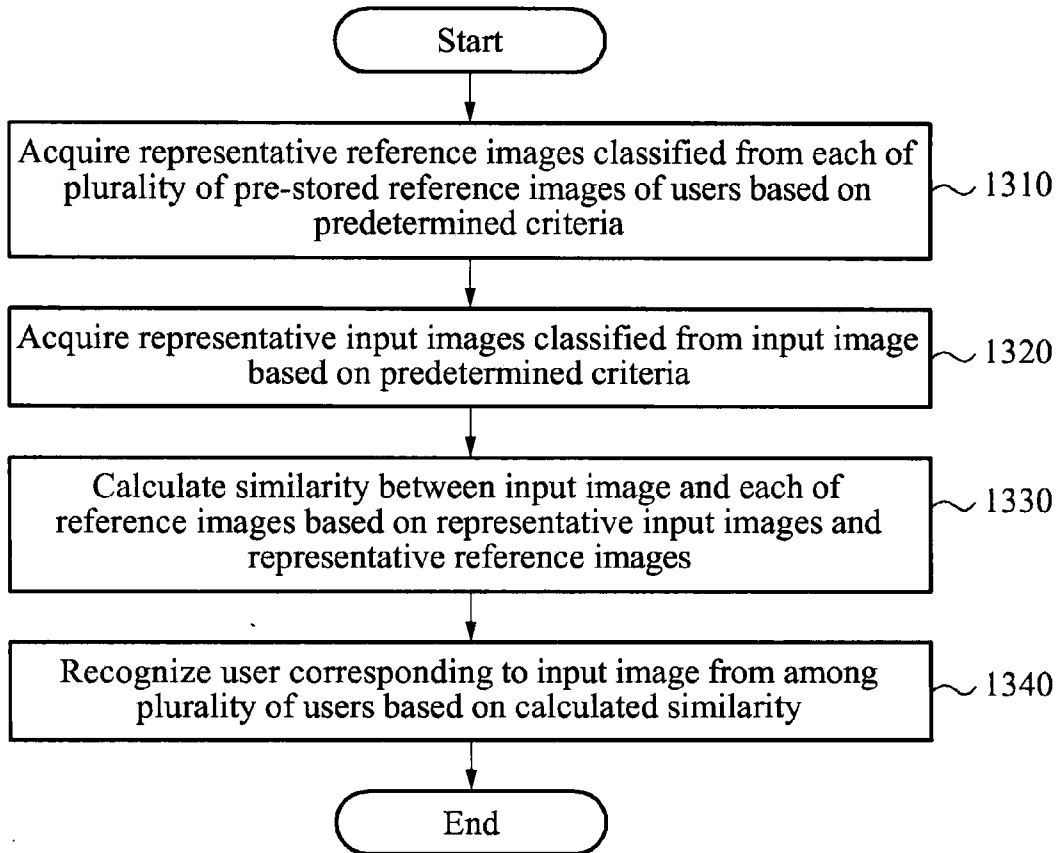 Start
Acquire representative reference images classified from each of
plurality of pre-stored reference images of users based on
predetermined criteria
1310
Acquire representative input images classified from input image
based on predetermined criteria
1320
Calculate similarity between input image and each of
reference images based on representative input images and
representative reference images
1330
Recognize user corresponding to input image from among
plurality of users based on calculated similarity
1340
End